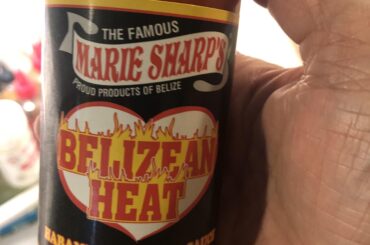 THE FAMOUS
MARIE SHARP'S
PROUD PRODUCTS OF BELIZE
BELIZEAN
HEAT